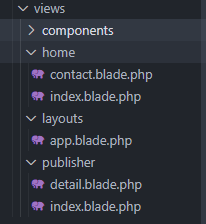 views
components
home
contact.blade.php
index.blade.php
layouts
app.blade.php
publisher
detail.blade.php
index.blade.php